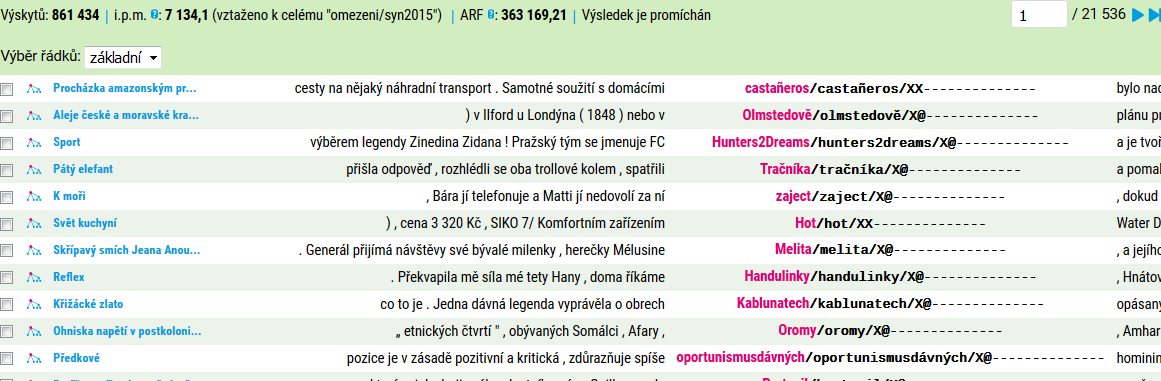 Výskytů: 861 434 | i.p.m. ?: 7 134,1 (vztaženo k celému "omezeni/syn2015") | ARF ?: 363 169,21 | Výsledek je promíchán 1 / 21 536
Výběr řádků: základní
Procházka amazonským pr... cesty na nějaký náhradní transport . Samotné soužití s domácími castañeros/castañeros/XX-------------- bylo nad
Aleje české a moravské kra... ) v Ilford u Londýna ( 1848 ) nebo v Olmstedově/olmstedově/X@-------------- plánu pr
Sport výběrem legendy Zinedina Zidana ! Pražský tým se jmenuje FC Hunters2Dreams/hunters2dreams/X@-------------- a je tvoř
Pátý elefant přišla odpověď , rozhlédli se oba trollové kolem , spatřili Tračníka/tračníka/X@-------------- a pomal
K moři , Bára jí telefonuje a Matti jí nedovolí za ní zaject/zaject/X@-------------- , dokud
Svět kuchyní ) , cena 3 320 Kč , SIKO 7/ Komfortním zařízením Hot/hot/XX-------------- Water D
Skřípavý smích Jeana Anou... . Generál přijímá návštěvy své bývalé milenky , herečky Mélusine Melita/melita/X@-------------- , a jejího
Reflex . Překvapila mě síla mé tety Hany , doma říkáme Handulinky/handulinky/X@-------------- , Hnátov
Křižácké zlato co to je . Jedna dávná legenda vyprávěla o obrech Kablunatech/kablunatech/X@-------------- opásaný
Ohniska napětí v postkoloni... „ etnických čtvrtí " , obývaných Somálci , Afary , Oromy/oromy/X@-------------- , Amhar
Předkové pozice je v zásadě pozitivní a kritická , zdůrazňuje spíše oportunismusdávných/oportunismusdávných/X@-------------- hominin